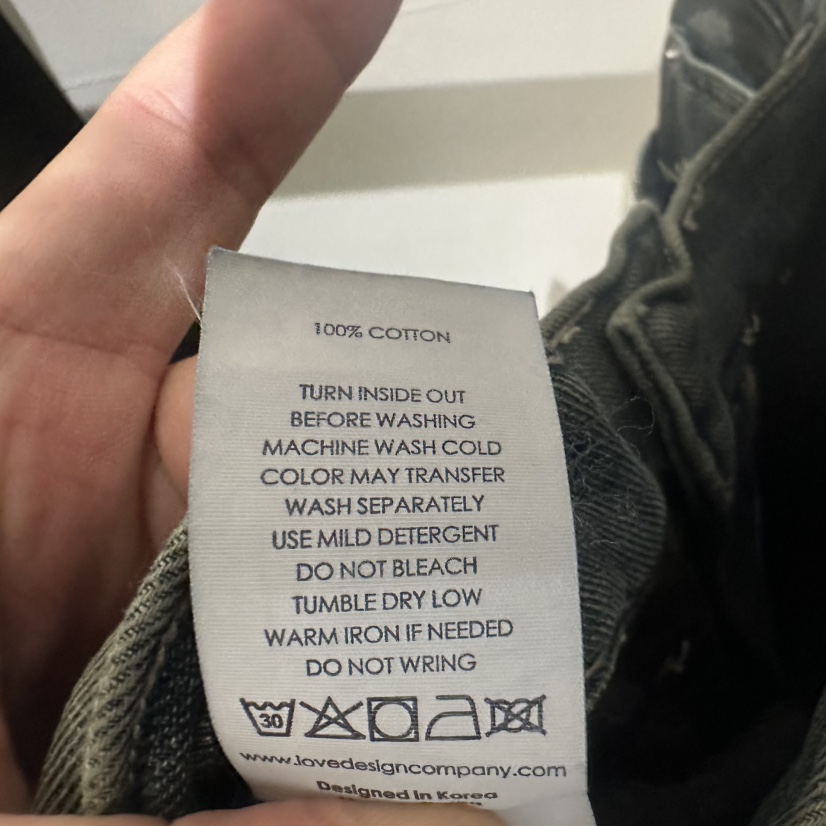 100% COTTON
TURN INSIDE OUT
BEFORE WASHING
MACHINE WASH COLD
COLOR MAY TRANSFER
WASH SEPARATELY
USE MILD DETERGENT
DO NOT BLEACH
TUMBLE DRY LOW
WARM IRON IF NEEDED
DO NOT WRING
30
www.lovedesigncompany.com
Designed in Korea